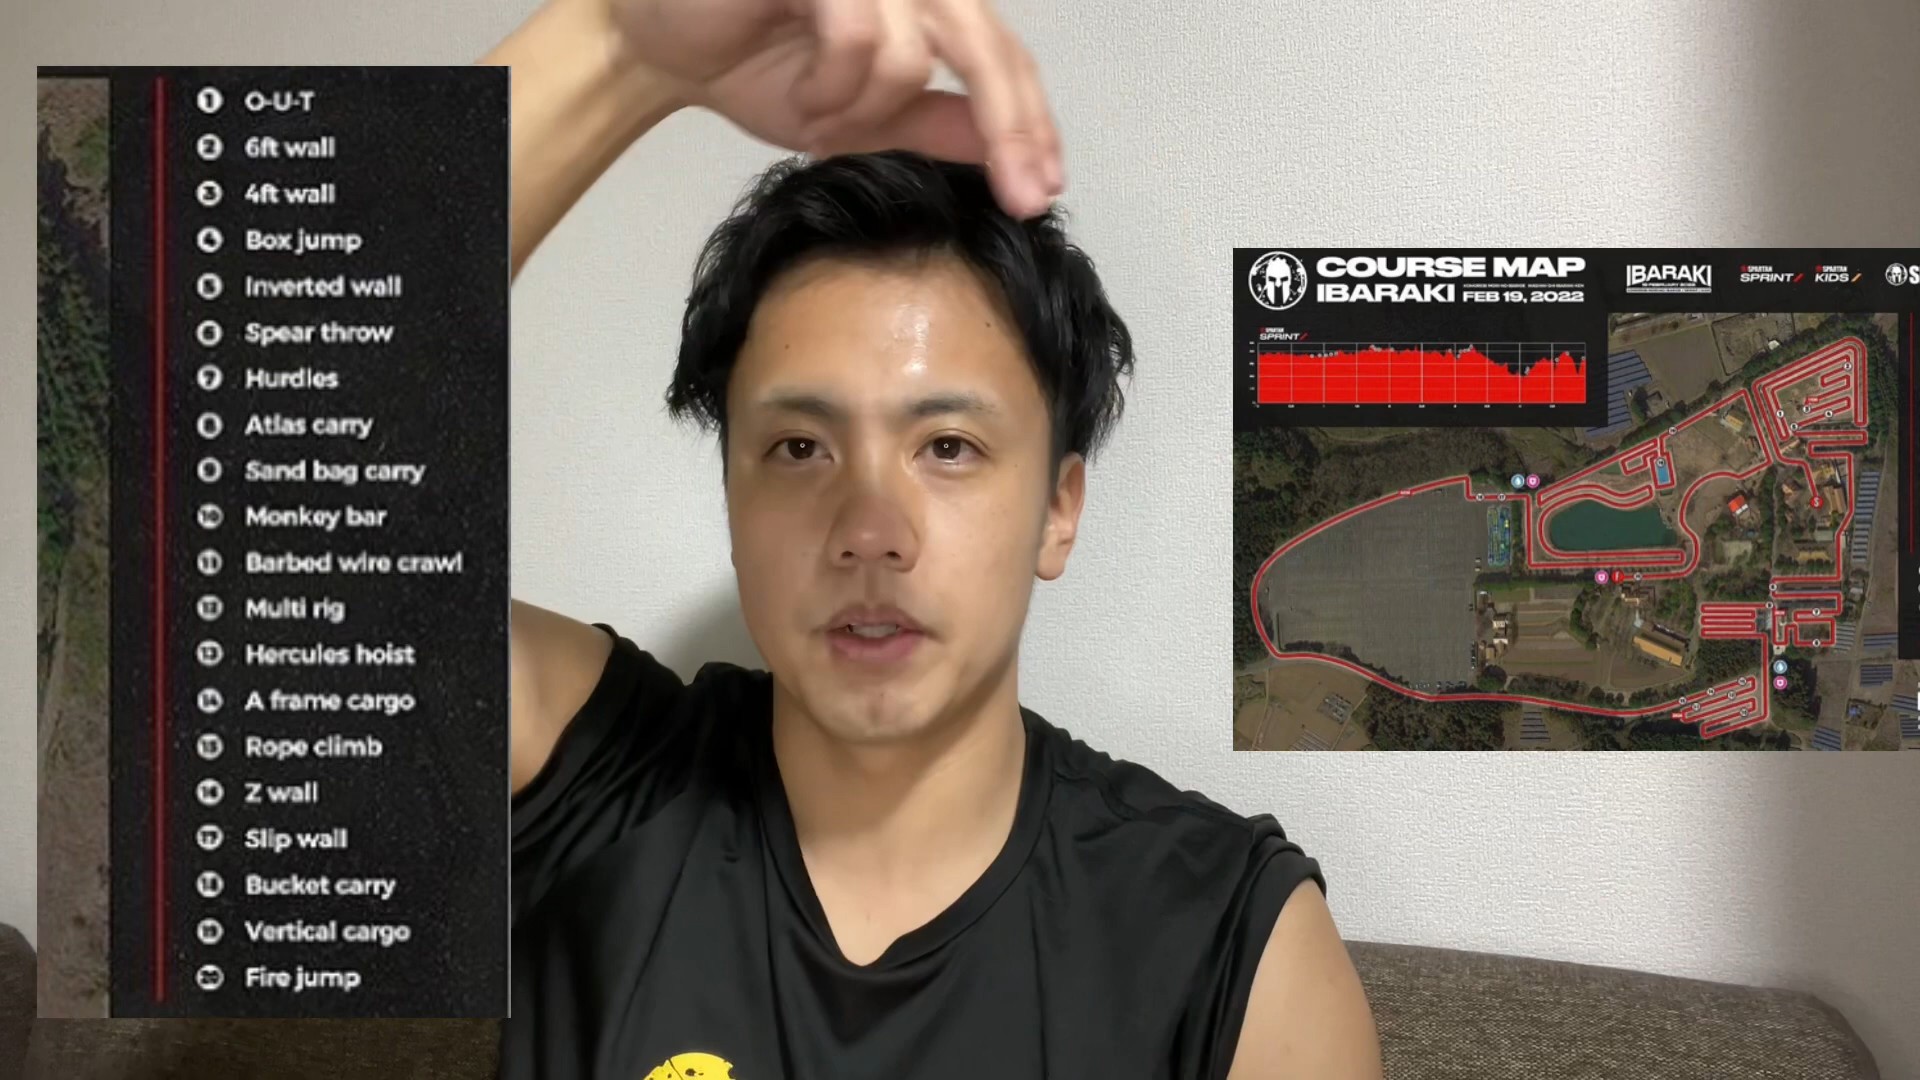 1 O-U-T
2 6ft wall
3 4ft wall
4 Box jump
5 Inverted wall
6 Spear throw
7 Hurdles
8 Atlas carry
9 Sand bag carry
10 Monkey bar
11 Barbed wire crawl
12 Multi rig
13 Hercules hoist
14 A frame cargo
15 Rope climb
16 Z wall
17 Slip wall
18 Bucket carry
19 Vertical cargo
20 Fire jump
COURSE MAP
IBARAKI FEB 19, 2022
IBARAKI
SPARTAN
SPRINT
SPARTAN
KIDS
SPARTAN
SPRINT